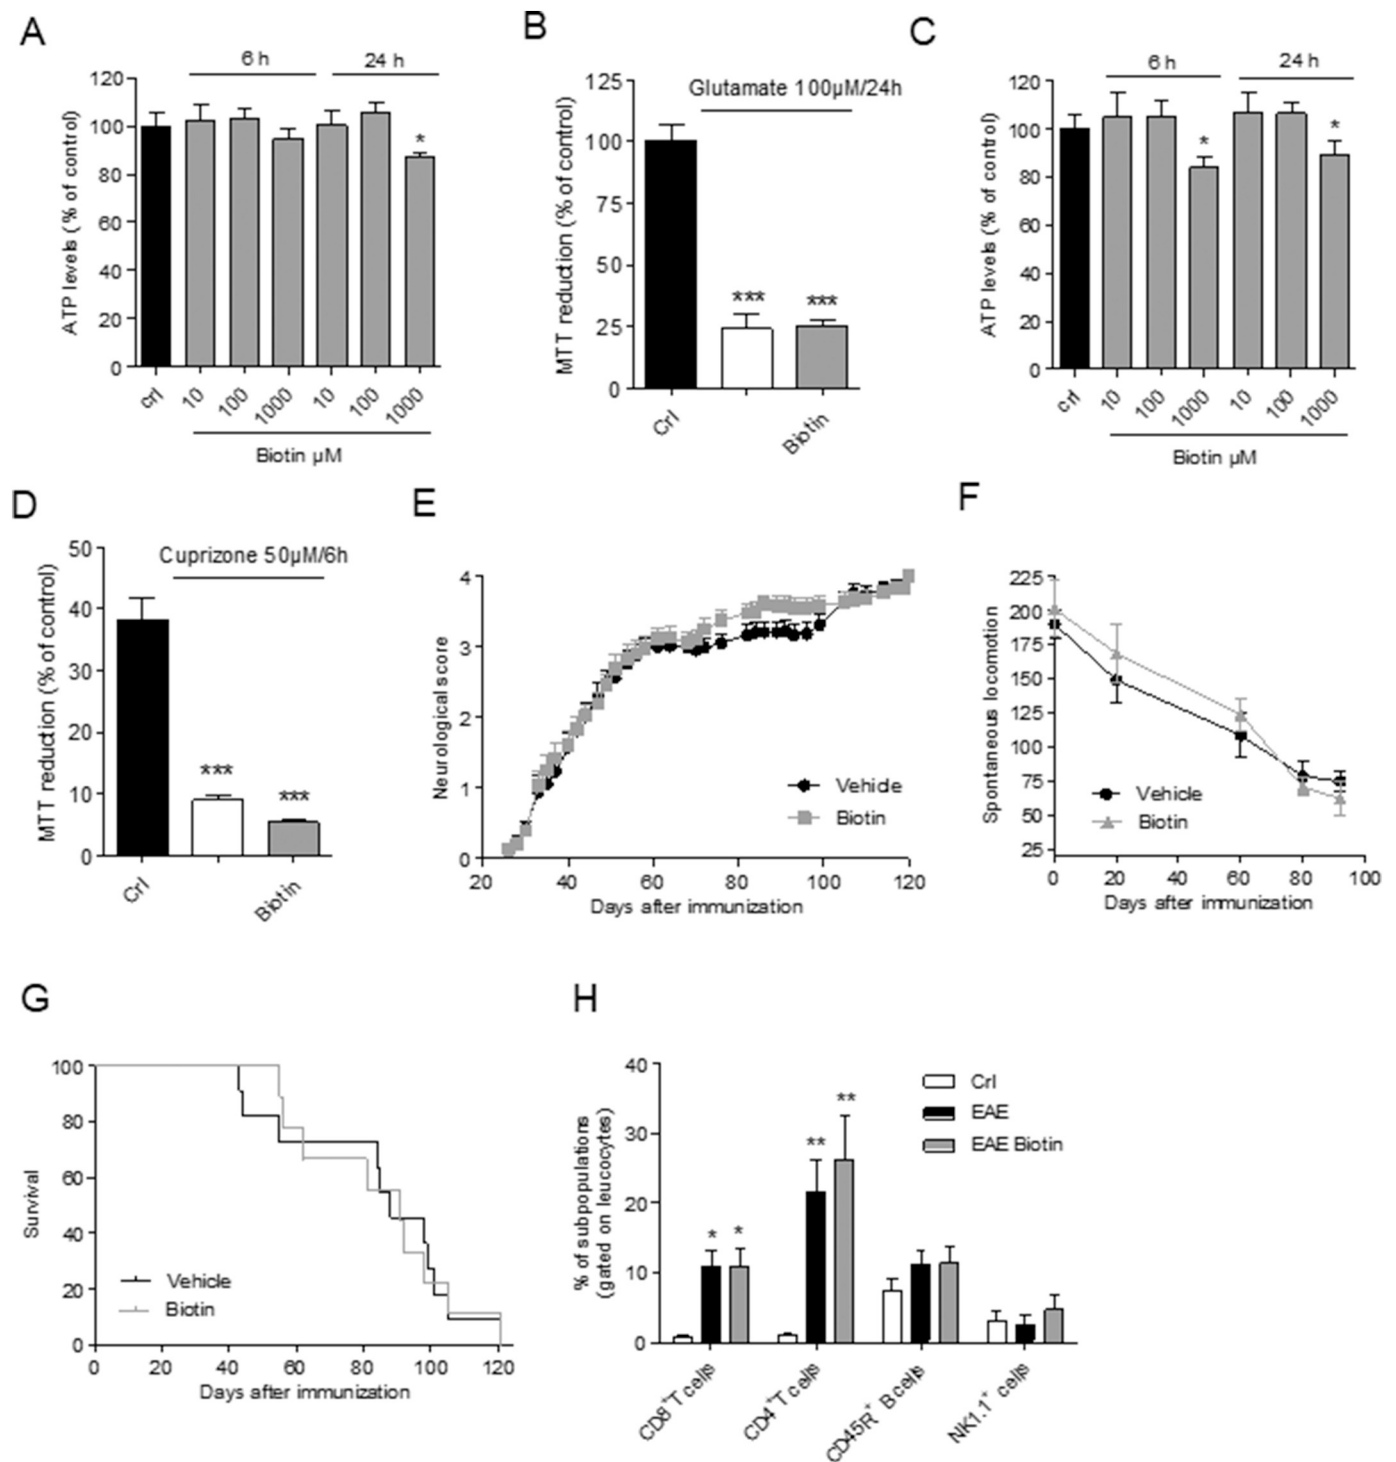 A
6 h
24 h
ATP levels (% of control)
120
100
80
60
40
20
0
*
crl
10
100
1000
10
100
1000
Biotin µM
B
Glutamate 100µM/24h
MTT reduction (% of control)
125
100
75
50
25
0
***
***
Crl
Biotin
C
6 h
24 h
ATP levels (% of control)
120
100
80
60
40
20
0
*
*
crl
10
100
1000
10
100
1000
Biotin µM
D
Cuprizone 50µM/6h
MTT reduction (% of control)
50
40
30
20
10
0
***
***
Crl
Biotin
E
Neurological score
4
3
2
1
0
Vehicle
Biotin
20
40
60
80
100
120
Days after immunization
F
Spontaneous locomotion
225
200
175
150
125
100
75
50
25
Vehicle
Biotin
0
20
40
60
80
100
Days after immunization
G
Survival
100
80
60
40
20
0
Vehicle
Biotin
0
20
40
60
80
100
120
Days after immunization
H
% of subpopulations
(gated on leucocytes)
40
30
20
10
0
Crl
EAE
EAE Biotin
*
*
**
**
CD8⁺T cells
CD4⁺T cells
CD45R⁺ B cells
NK1.1⁺ cells